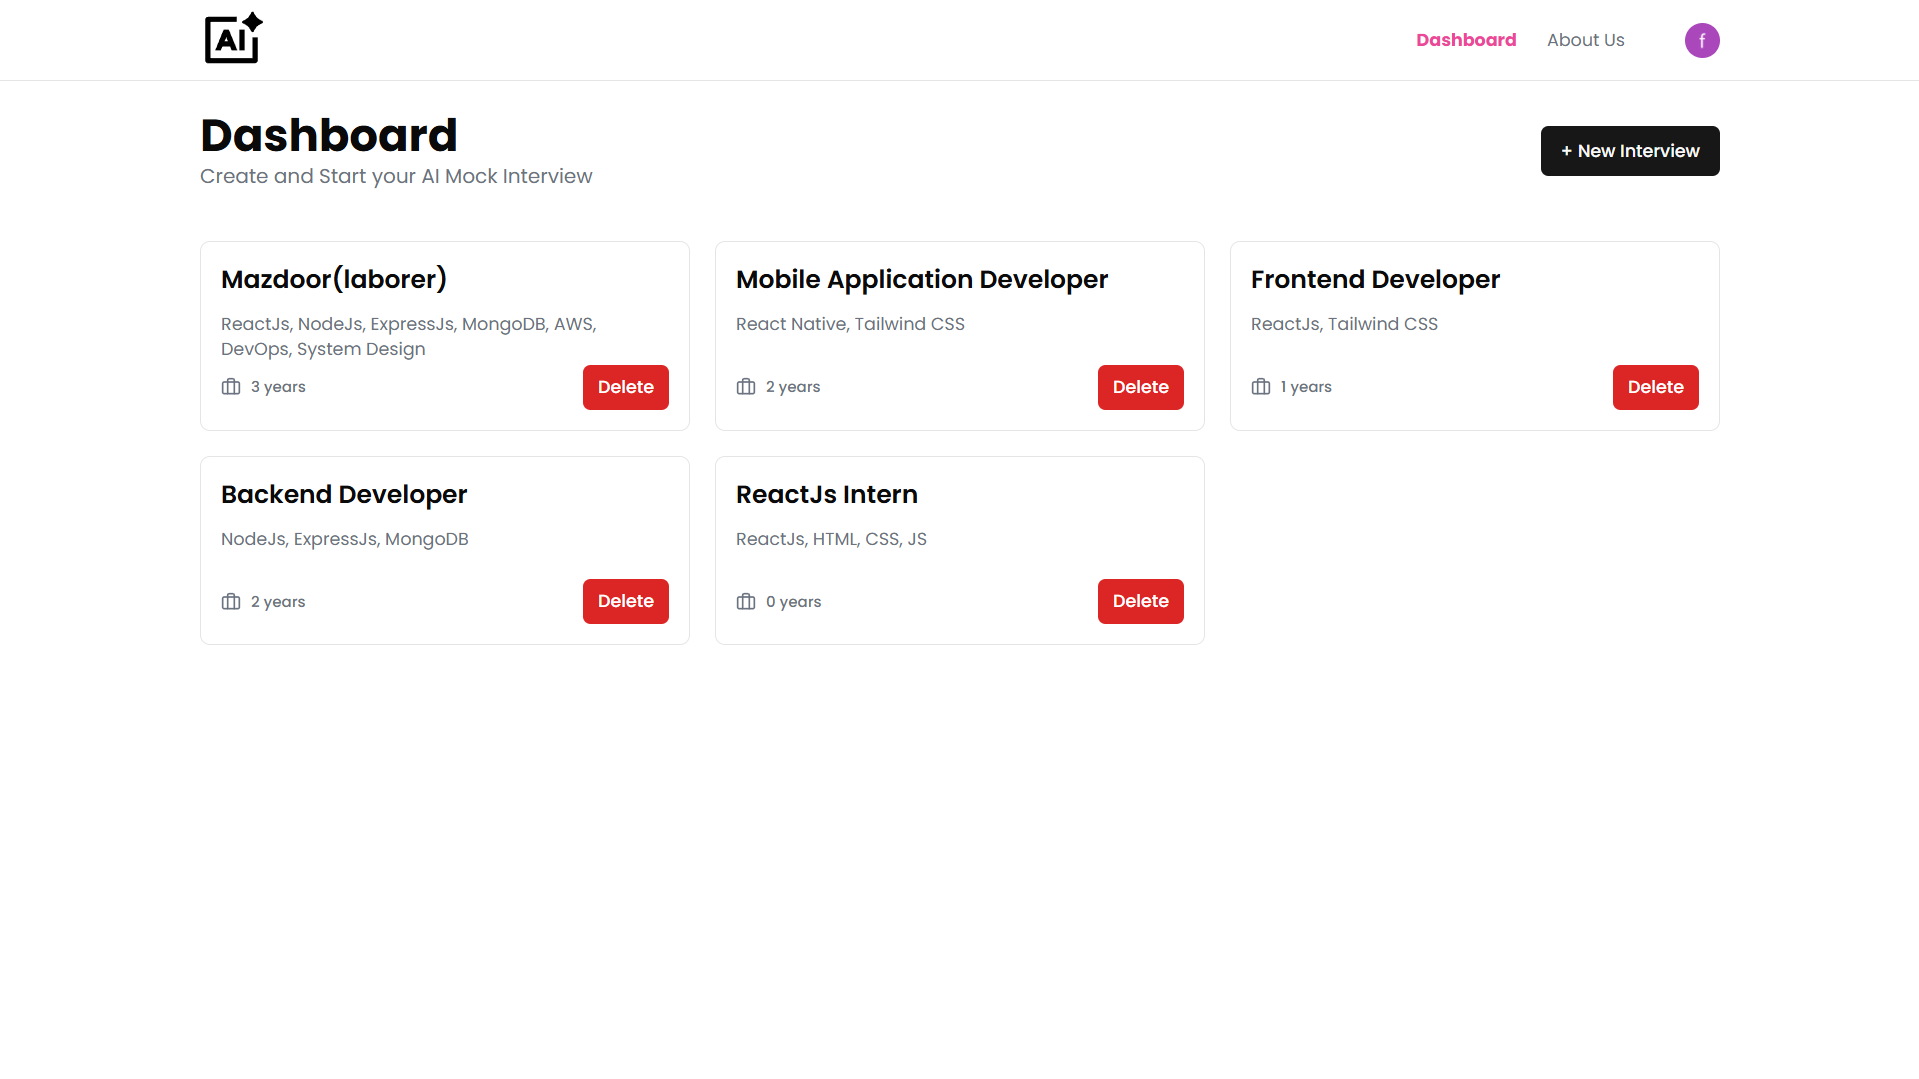 AI
Dashboard
About Us
f
Dashboard
Create and Start your AI Mock Interview
+ New Interview
Mazdoor(laborer)
ReactJs, NodeJs, ExpressJs, MongoDB, AWS,
DevOps, System Design
3 years
Delete
Mobile Application Developer
React Native, Tailwind CSS
2 years
Delete
Frontend Developer
ReactJs, Tailwind CSS
1 years
Delete
Backend Developer
NodeJs, ExpressJs, MongoDB
2 years
Delete
ReactJs Intern
ReactJs, HTML, CSS, JS
0 years
Delete